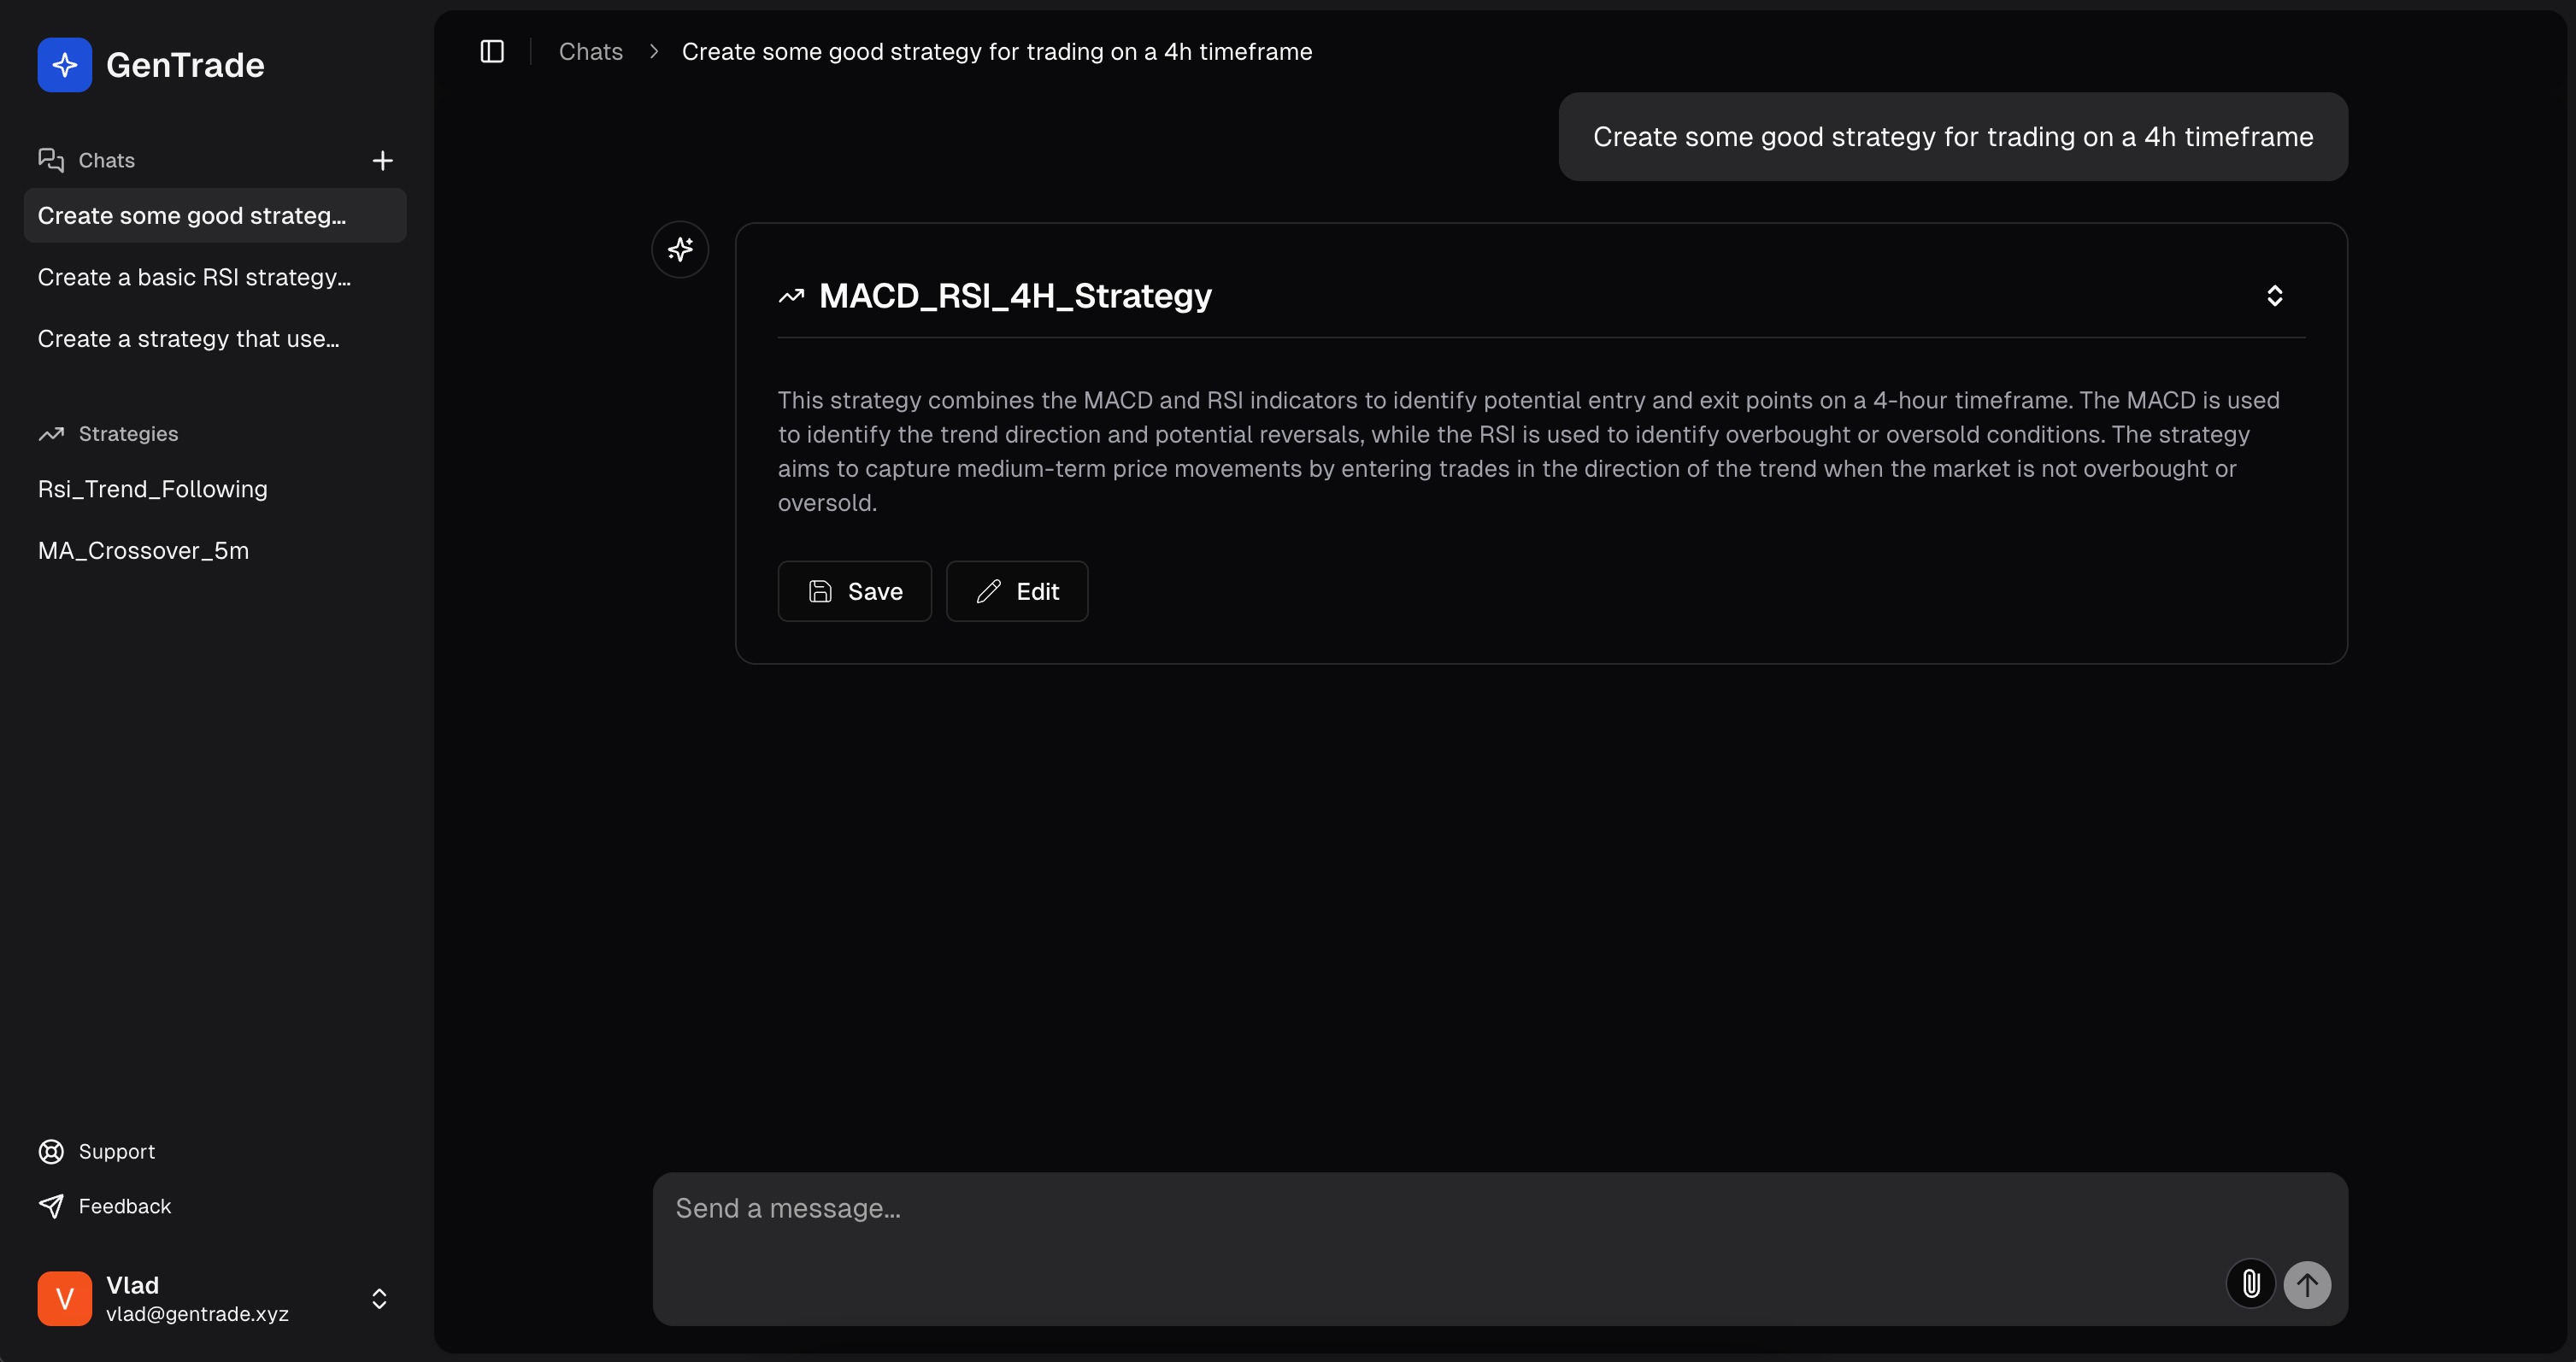 GenTrade
Chats
Create some good strateg...
Create a basic RSI strategy...
Create a strategy that use...
Strategies
Rsi_Trend_Following
MA_Crossover_5m
Support
Feedback
V
Vlad
vlad@gentrade.xyz
Chats > Create some good strategy for trading on a 4h timeframe
Create some good strategy for trading on a 4h timeframe
MACD_RSI_4H_Strategy
This strategy combines the MACD and RSI indicators to identify potential entry and exit points on a 4-hour timeframe. The MACD is used
to identify the trend direction and potential reversals, while the RSI is used to identify overbought or oversold conditions. The strategy
aims to capture medium-term price movements by entering trades in the direction of the trend when the market is not overbought or
oversold.
Save Edit
Send a message...